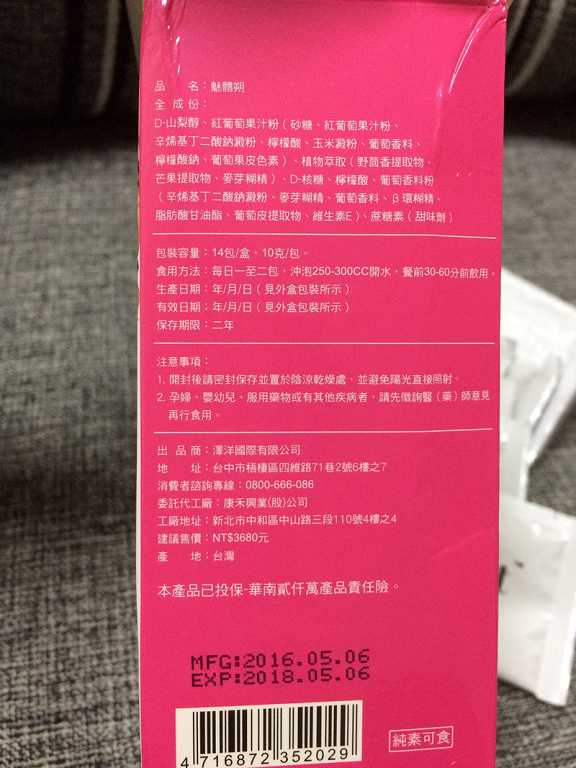 品　　名：魅體朔
全 成 份：
D-山梨醇、紅葡萄果汁粉（砂糖、紅葡萄果汁粉、
辛烯基丁二酸鈉澱粉、檸檬酸、玉米澱粉、葡萄香料、
檸檬酸鈉、葡萄果皮色素）、植物萃取（野茴香提取物、
芒果提取物、麥芽糊精）、D-核糖、檸檬酸、葡萄香料粉
（辛烯基丁二酸鈉澱粉、麥芽糊精、葡萄香料、β環糊精、
脂肪酸甘油酯、葡萄皮提取物、維生素E）、蔗糖素（甜味劑）
包裝容量：14包/盒，10克/包。
食用方法：每日一至二包，沖泡250-300CC開水，餐前30-60分前飲用。
生產日期：年/月/日（見外盒包裝所示）
有效日期：年/月/日（見外盒包裝所示）
保存期限：二年
注意事項：
1. 開封後請密封保存並置於陰涼乾燥處，並避免陽光直接照射。
2. 孕婦、嬰幼兒、服用藥物或有其他疾病者，請先徵詢醫（藥）師意見
再行食用。
出 品 商：澤洋國際有限公司
地　　址：台中市梧棲區四維路71巷2號6樓之7
消費者諮詢專線：0800-666-086
委託代工廠：康禾興業(股)公司
工廠地址：新北市中和區中山路三段110號4樓之4
建議售價：NT$3680元
產　　地：台灣
本產品已投保-華南貳仟萬產品責任險。
MFG:2016.05.06
EXP:2018.05.06
4 716872 352029
純素可食